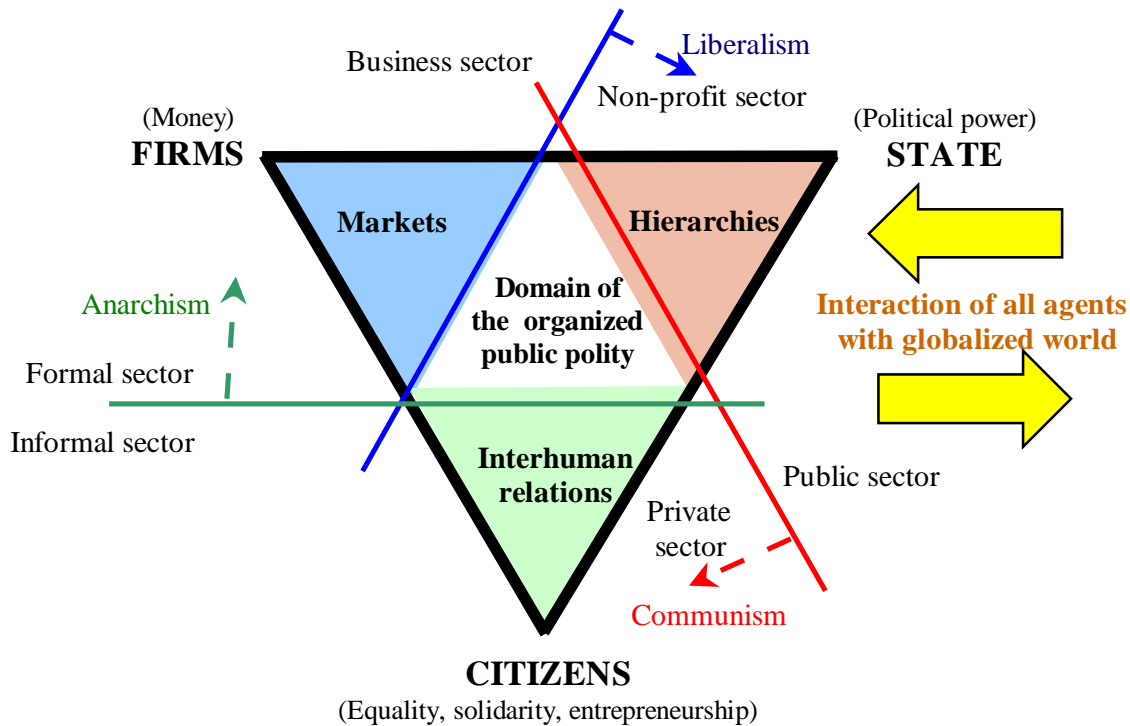 Liberalism
Business sector
Non-profit sector
(Money)
FIRMS
(Political power)
STATE
Markets
Hierarchies
Domain of
the organized
public polity
Anarchism
Interaction of all agents
with globalized world
Formal sector
Informal sector
Interhuman
relations
Public sector
Private
sector
Communism
CITIZENS
(Equality, solidarity, entrepreneurship)